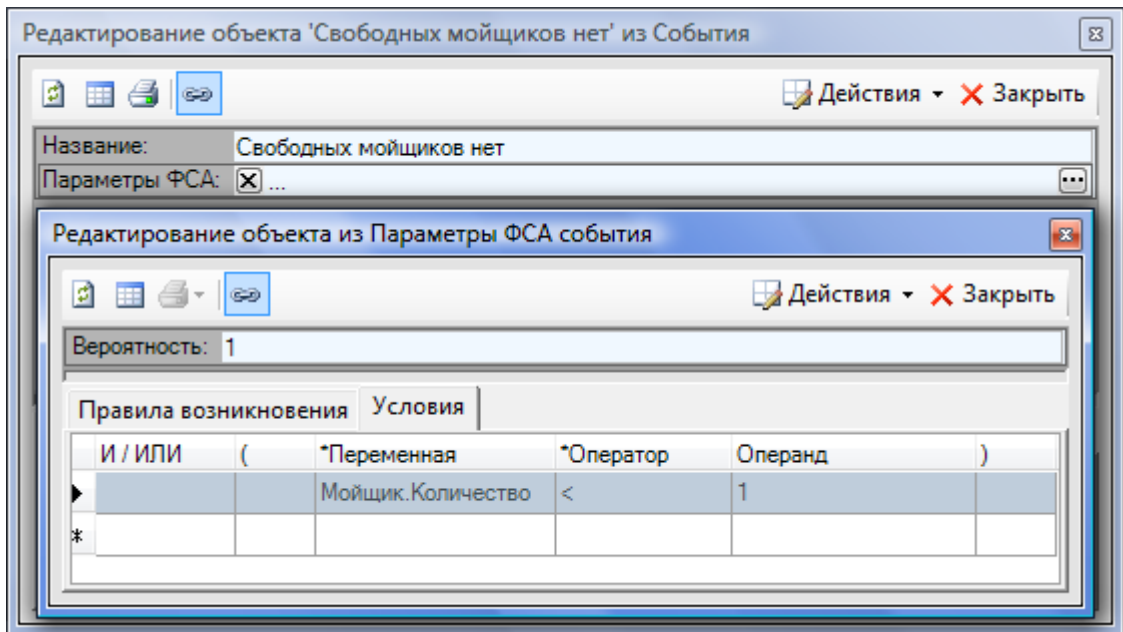 Редактирование объекта 'Свободных мойщиков нет' из События
Действия Закрыть
Название: Свободных мойщиков нет
Параметры ФСА: ...
Редактирование объекта из Параметры ФСА события
Действия Закрыть
Вероятность: 1
Правила возникновения Условия
И / ИЛИ ( *Переменная *Оператор Операнд )
Мойщик.Количество < 1
*